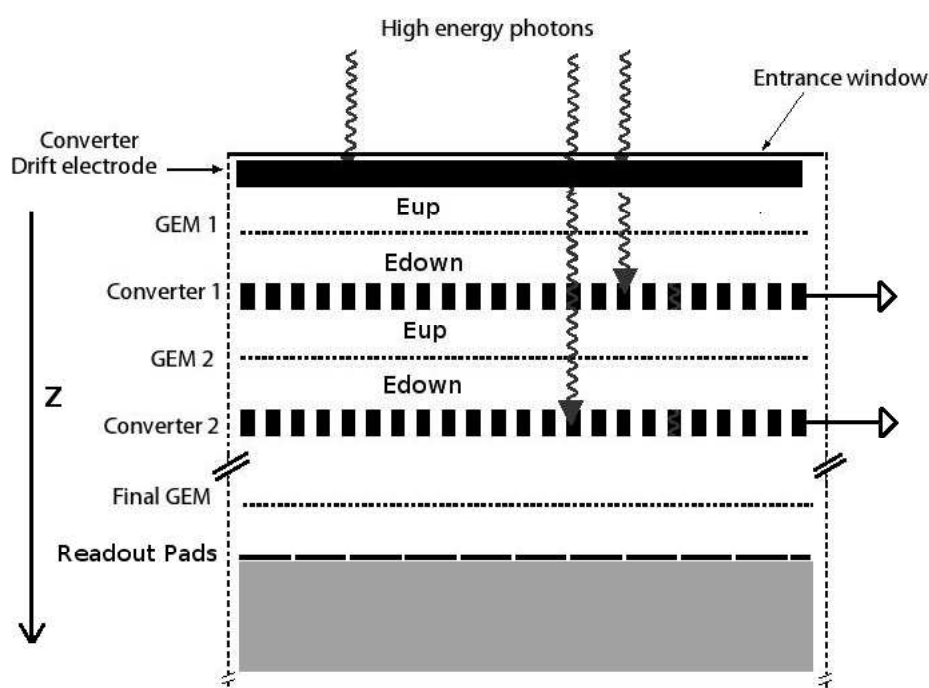 High energy photons
Entrance window
Converter
Drift electrode
Eup
GEM 1
Edown
Converter 1
Eup
GEM 2
Edown
Z
Converter 2
Final GEM
Readout Pads